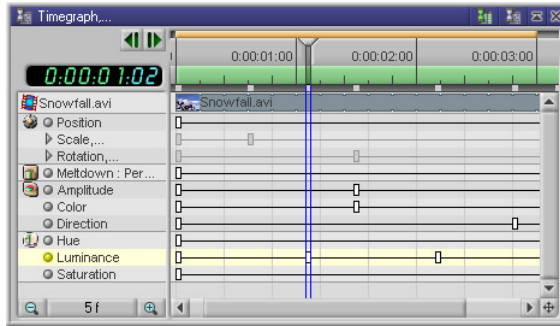 Timegraph,...
0:00:01:00 0:00:02:00 0:00:03:00
0:00:01:02
Snowfall.avi Snowfall.avi
Position
Scale,...
Rotation,...
Meltdown : Per...
Amplitude
Color
Direction
Hue
Luminance
Saturation
5 f